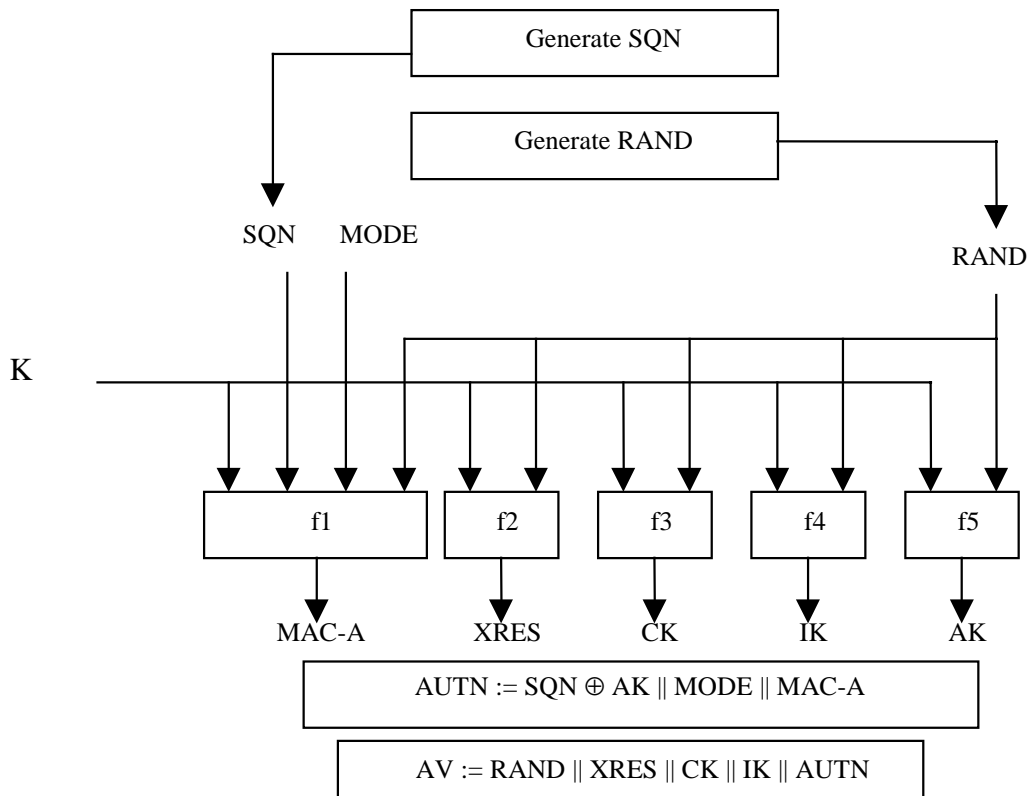 Generate SQN
Generate RAND
SQN MODE
RAND
K
f1 f2 f3 f4 f5
MAC-A XRES CK IK AK
AUTN := SQN ⊕ AK || MODE || MAC-A
AV := RAND || XRES || CK || IK || AUTN